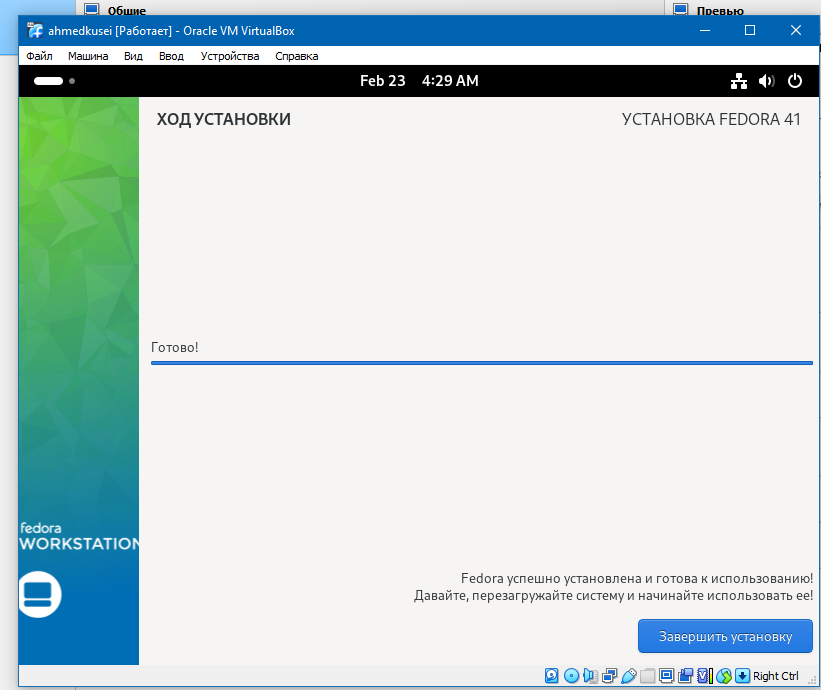 Общие
Превью
ahmedkusei [Работает] - Oracle VM VirtualBox
Файл Машина Вид Ввод Устройства Справка
Feb 23 4:29 AM
ХОД УСТАНОВКИ
УСТАНОВКА FEDORA 41
Готово!
fedora
WORKSTATION
Fedora успешно установлена и готова к использованию!
Давайте, перезагружайте систему и начинайте использовать ее!
Завершить установку
Right Ctrl